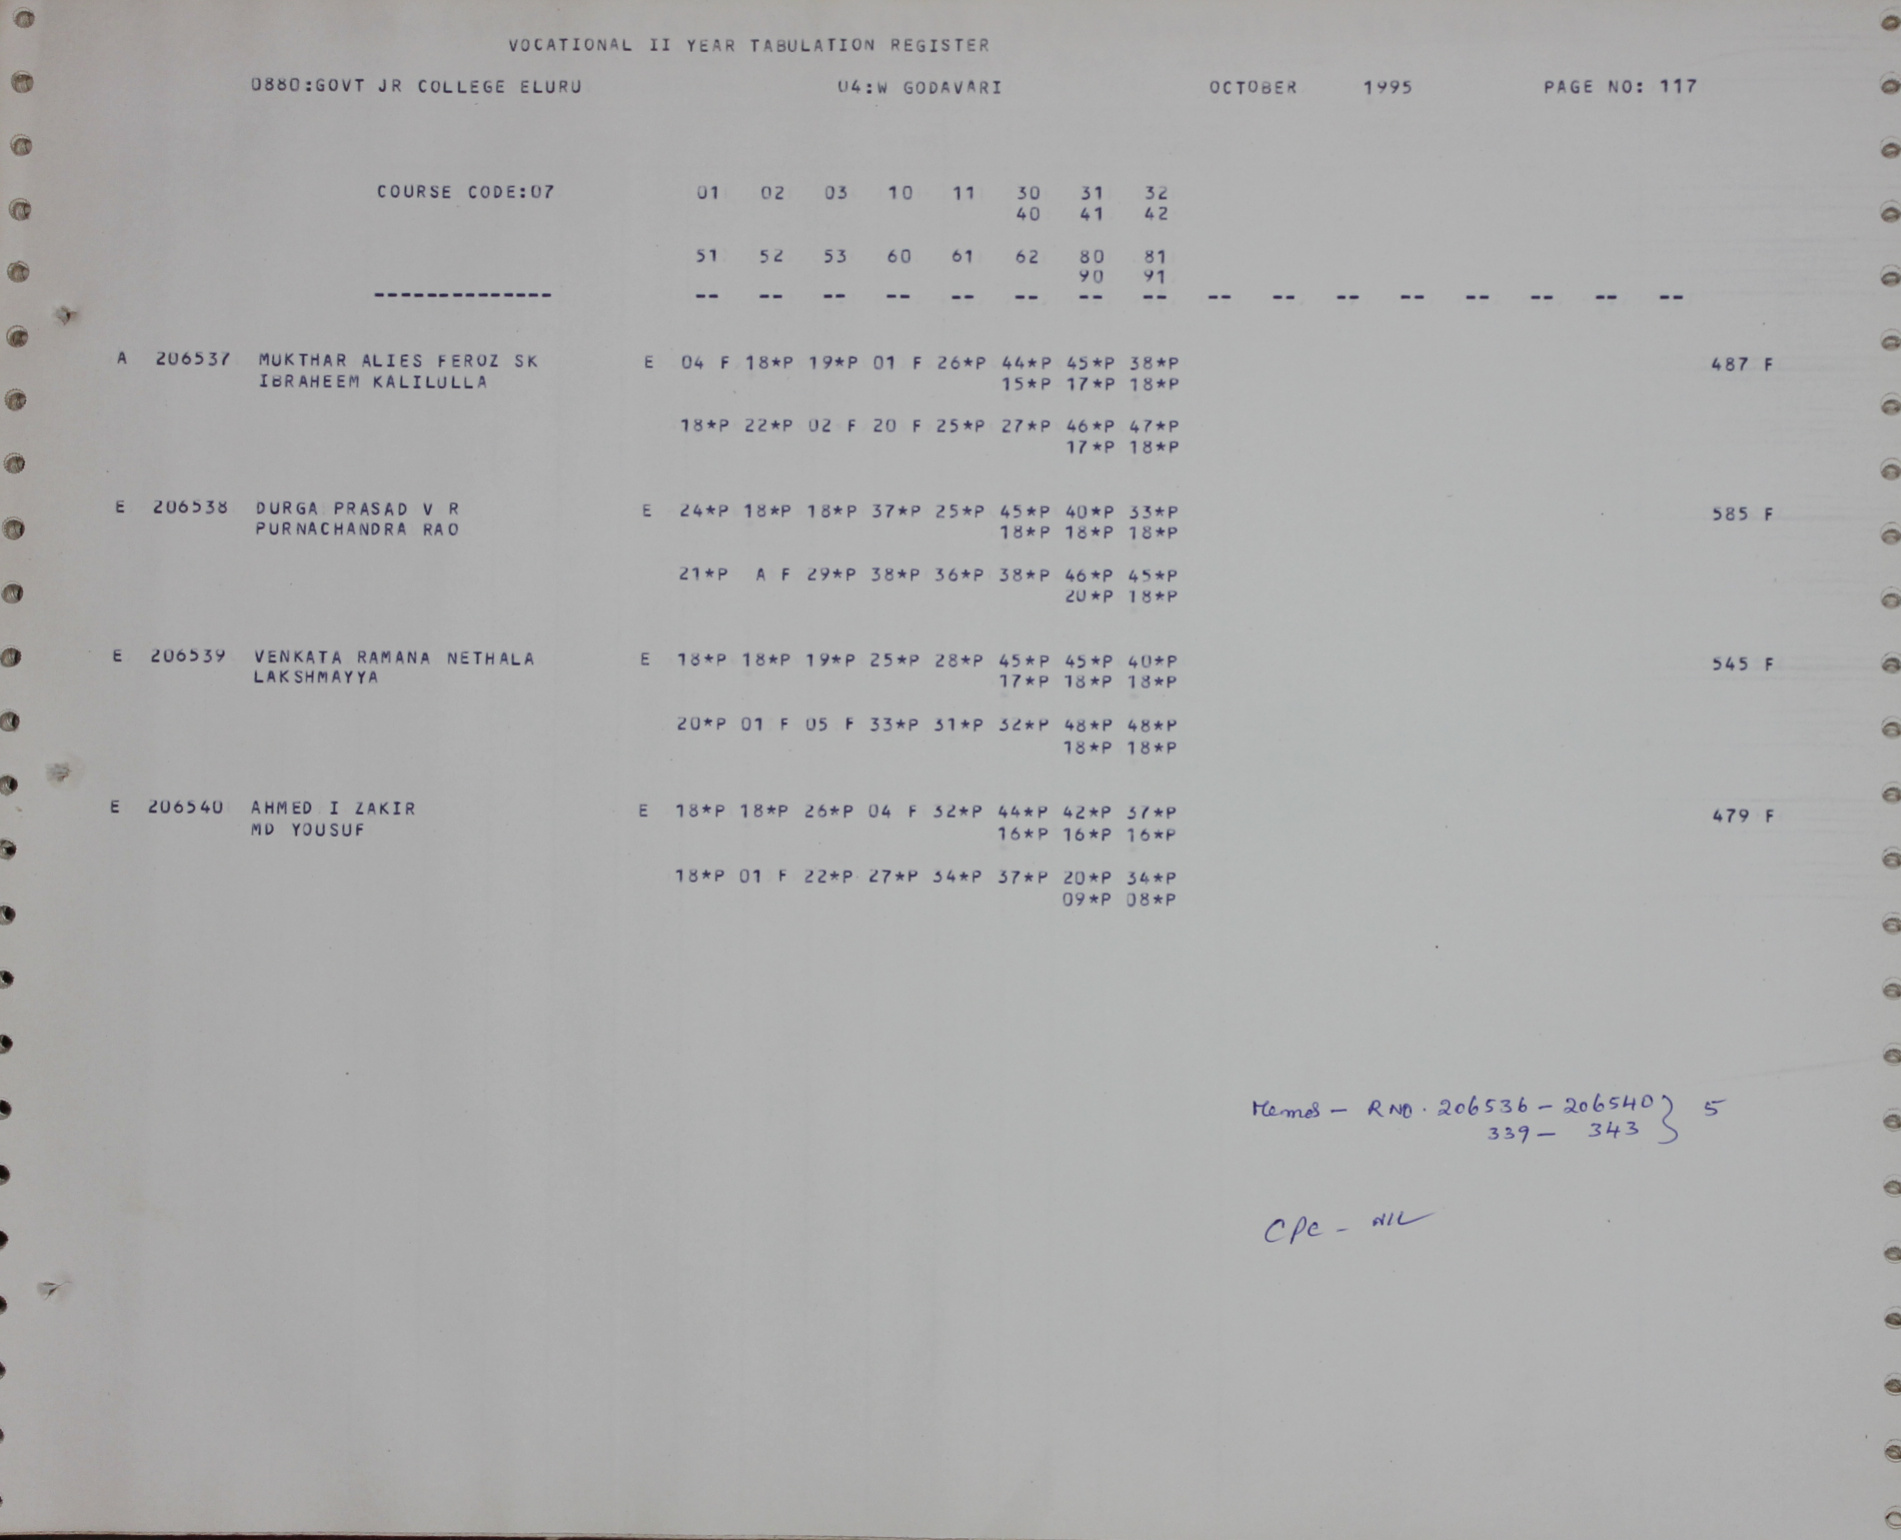 VOCATIONAL II YEAR TABULATION REGISTER
0880:GOVT JR COLLEGE ELURU 04:W GODAVARI OCTOBER 1995 PAGE NO: 117
COURSE CODE:07 01 02 03 10 11 30 31 32
40 41 42
51 52 53 60 61 62 80 81
90 91
-------------- -- -- -- -- -- -- -- -- -- -- -- -- -- -- -- --
A 206537 MUKTHAR ALIES FEROZ SK E 04 F 18*P 19*P 01 F 26*P 44*P 45*P 38*P 487 F
IBRAHEEM KALILULLA 15*P 17*P 18*P
18*P 22*P 02 F 20 F 25*P 27*P 46*P 47*P
17*P 18*P
E 206538 DURGA PRASAD V R E 24*P 18*P 18*P 37*P 25*P 45*P 40*P 33*P 585 F
PURNACHANDRA RAO 18*P 18*P 18*P
21*P A F 29*P 38*P 36*P 38*P 46*P 45*P
20*P 18*P
E 206539 VENKATA RAMANA NETHALA E 18*P 18*P 19*P 25*P 28*P 45*P 45*P 40*P 545 F
LAKSHMAYYA 17*P 18*P 18*P
20*P 01 F 05 F 33*P 31*P 32*P 48*P 48*P
18*P 18*P
E 206540 AHMED I ZAKIR E 18*P 18*P 26*P 04 F 32*P 44*P 42*P 37*P 479 F
MD YOUSUF 16*P 16*P 16*P
18*P 01 F 22*P 27*P 34*P 37*P 20*P 34*P
09*P 08*P
Memos - R NO. 206536 - 206540 } 5
339 - 343
CPC - NIL